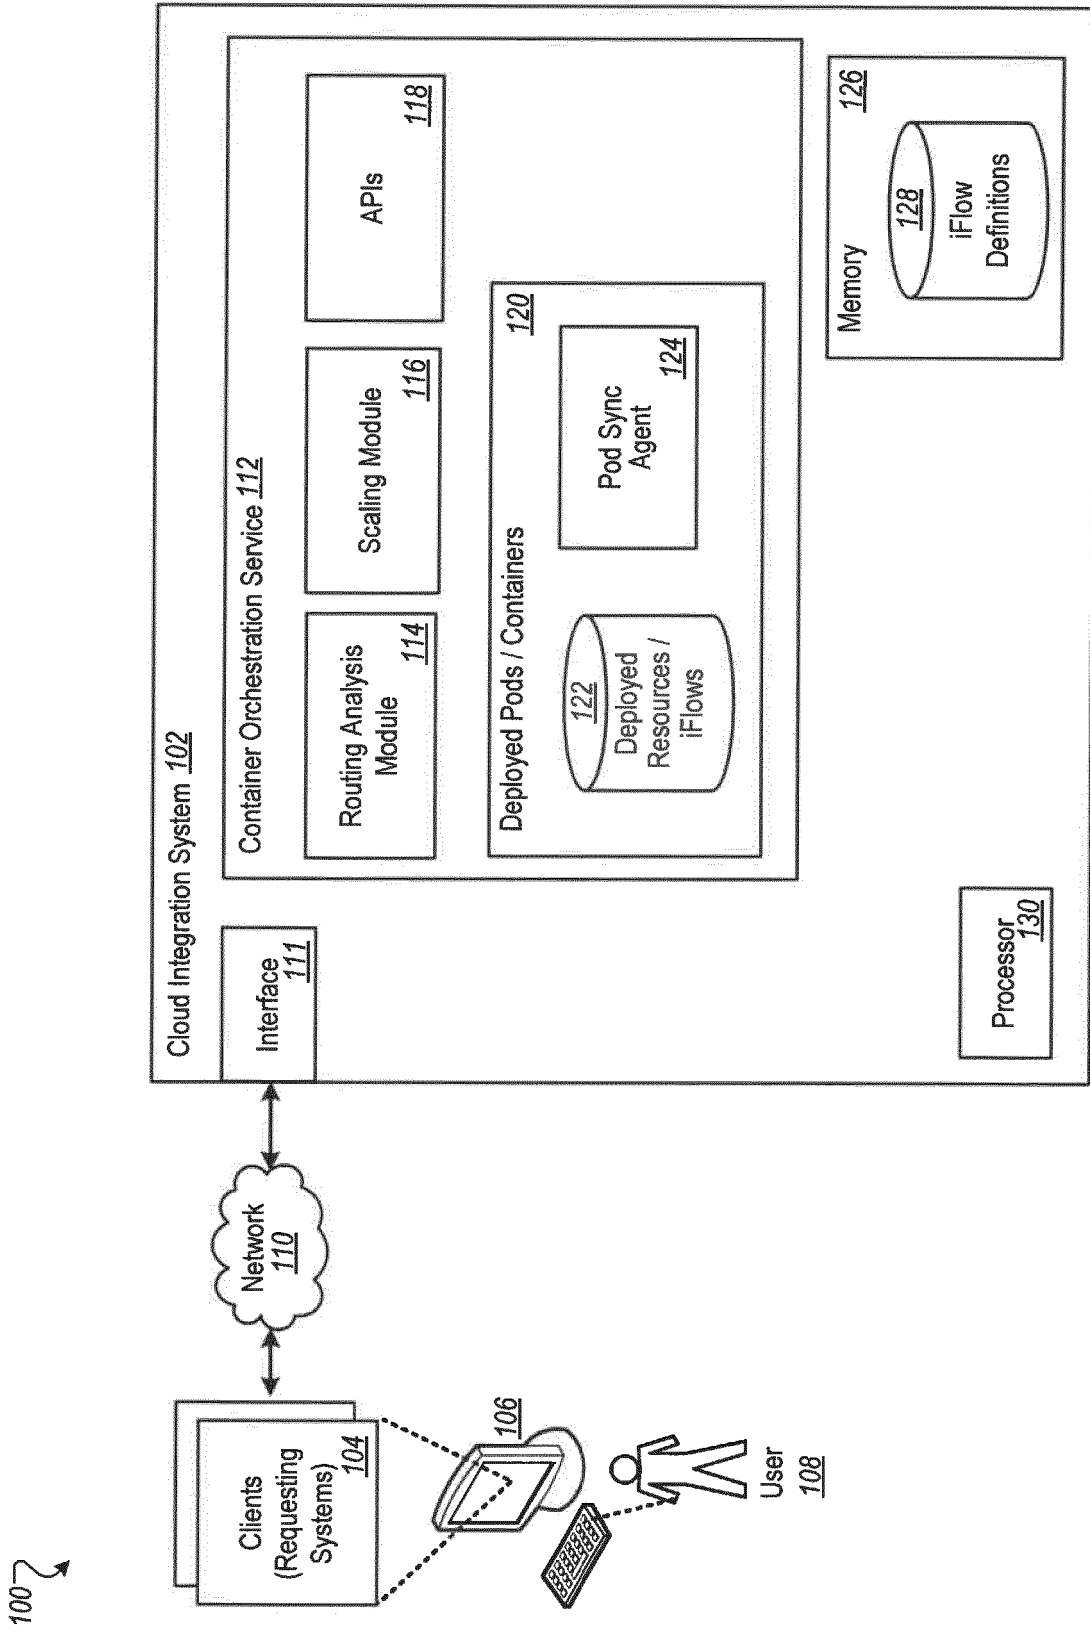 100
Clients
(Requesting
Systems)
104
106
User
108
Network
110
Cloud Integration System 102
Interface
111
Container Orchestration Service 112
Routing Analysis
Module
114
Scaling Module
116
APIs
118
Deployed Pods / Containers
120
122
Deployed
Resources /
iFlows
Pod Sync
Agent
124
Processor
130
Memory
126
128
iFlow
Definitions